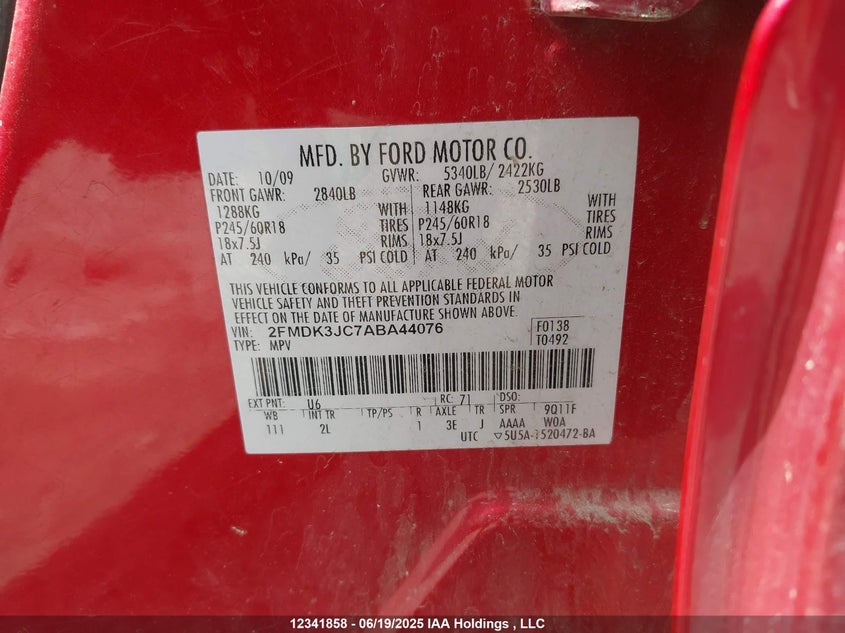 MFD. BY FORD MOTOR CO.
DATE: 10/09 GVWR: 5340LB/ 2422KG
FRONT GAWR: 2840LB REAR GAWR: 2530LB
1288KG WITH 1148KG WITH
P245/60R18 TIRES P245/60R18 TIRES
18x7.5J RIMS 18x7.5J RIMS
AT 240 kPa/ 35 PSI COLD AT 240 kPa/ 35 PSI COLD
THIS VEHICLE CONFORMS TO ALL APPLICABLE FEDERAL MOTOR
VEHICLE SAFETY AND THEFT PREVENTION STANDARDS IN
EFFECT ON THE DATE OF MANUFACTURE SHOWN ABOVE.
VIN: 2FMDK3JC7ABA44076 F0138
TYPE: MPV T0492
EXT PNT: U6 RC: 71 DSO:
WB INT TR TP/PS R AXLE TR SPR 9Q11F
111 2L 1 3E J AAAA W0A
UTC ▽5U5A-1520472-BA
12341858 - 06/19/2025 IAA Holdings , LLC